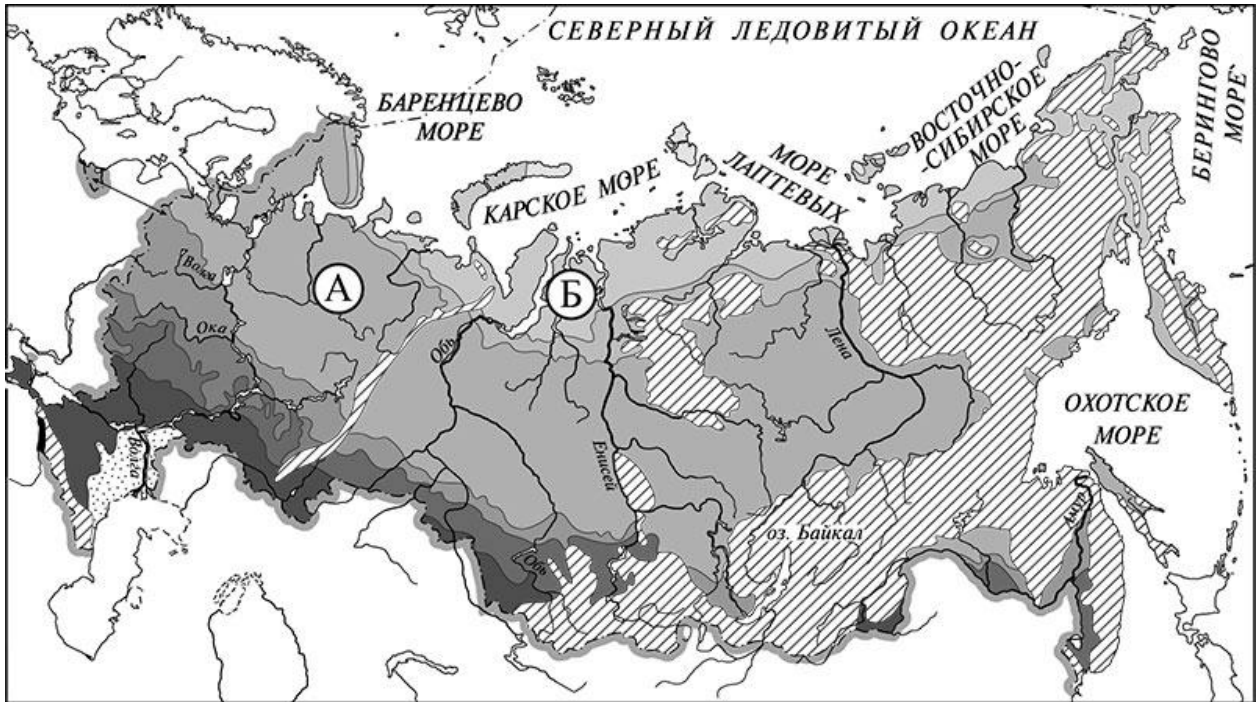 СЕВЕРНЫЙ ЛЕДОВИТЫЙ ОКЕАН
БАРЕНЦЕВО
МОРЕ
КАРСКОЕ МОРЕ
МОРЕ
ЛАПТЕВЫХ
ВОСТОЧНО-
СИБИРСКОЕ
МОРЕ
БЕРИНГОВО
МОРЕ
ОХОТСКОЕ
МОРЕ
А
Б
Волга
Ока
Обь
Лена
Енисей
Волга
Обь
оз. Байкал
Амур